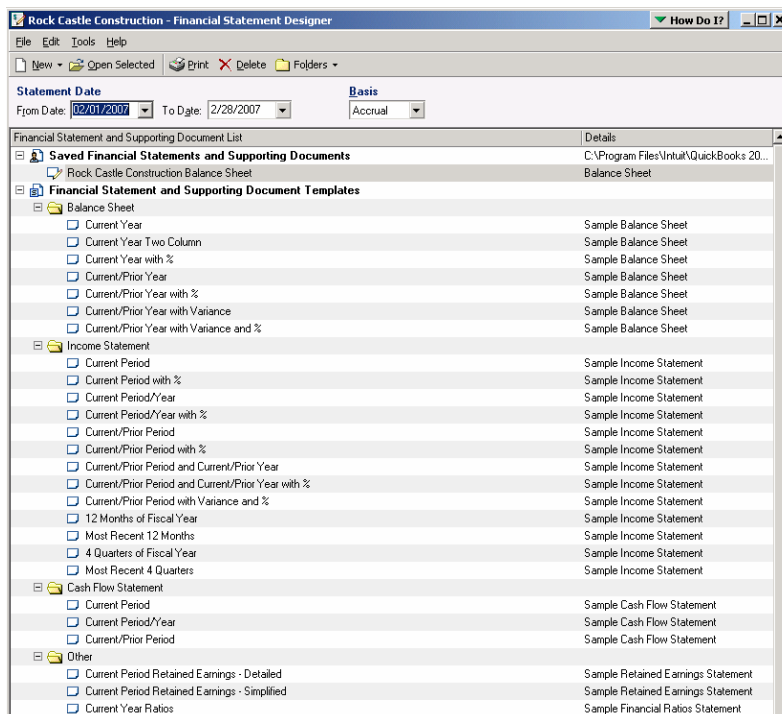 Rock Castle Construction - Financial Statement Designer
How Do I?
File Edit Tools Help
New Open Selected Print Delete Folders
Statement Date Basis
From Date: 02/01/2007 To Date: 2/28/2007 Accrual
Financial Statement and Supporting Document List Details
Saved Financial Statements and Supporting Documents C:\Program Files\Intuit\QuickBooks 20...
Rock Castle Construction Balance Sheet Balance Sheet
Financial Statement and Supporting Document Templates
Balance Sheet
Current Year Sample Balance Sheet
Current Year Two Column Sample Balance Sheet
Current Year with % Sample Balance Sheet
Current/Prior Year Sample Balance Sheet
Current/Prior Year with % Sample Balance Sheet
Current/Prior Year with Variance Sample Balance Sheet
Current/Prior Year with Variance and % Sample Balance Sheet
Income Statement
Current Period Sample Income Statement
Current Period with % Sample Income Statement
Current Period/Year Sample Income Statement
Current Period/Year with % Sample Income Statement
Current/Prior Period Sample Income Statement
Current/Prior Period with % Sample Income Statement
Current/Prior Period and Current/Prior Year Sample Income Statement
Current/Prior Period and Current/Prior Year with % Sample Income Statement
Current/Prior Period with Variance and % Sample Income Statement
12 Months of Fiscal Year Sample Income Statement
Most Recent 12 Months Sample Income Statement
4 Quarters of Fiscal Year Sample Income Statement
Most Recent 4 Quarters Sample Income Statement
Cash Flow Statement
Current Period Sample Cash Flow Statement
Current Period/Year Sample Cash Flow Statement
Current/Prior Period Sample Cash Flow Statement
Other
Current Period Retained Earnings - Detailed Sample Retained Earnings Statement
Current Period Retained Earnings - Simplified Sample Retained Earnings Statement
Current Year Ratios Sample Financial Ratios Statement